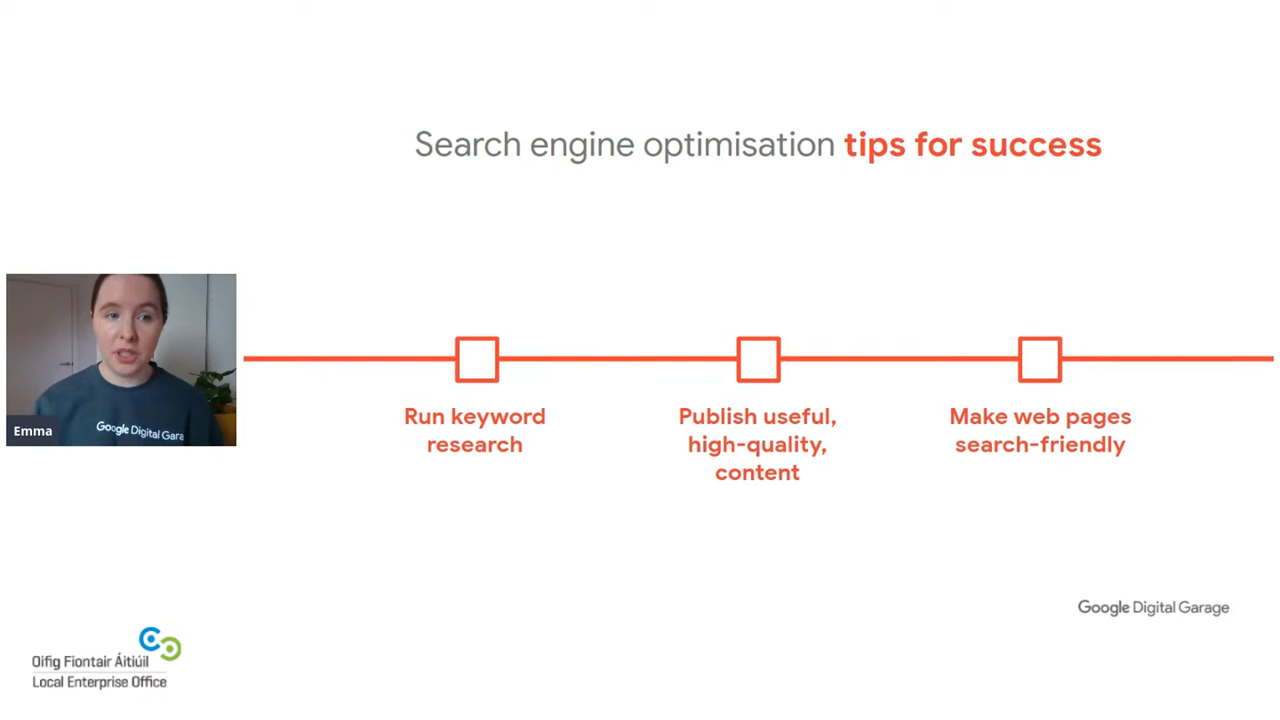 Search engine optimisation tips for success
Google Digital Gara
Emma
Run keyword
research
Publish useful,
high-quality,
content
Make web pages
search-friendly
Google Digital Garage
Oifig Fiontair Áitiúil
Local Enterprise Office